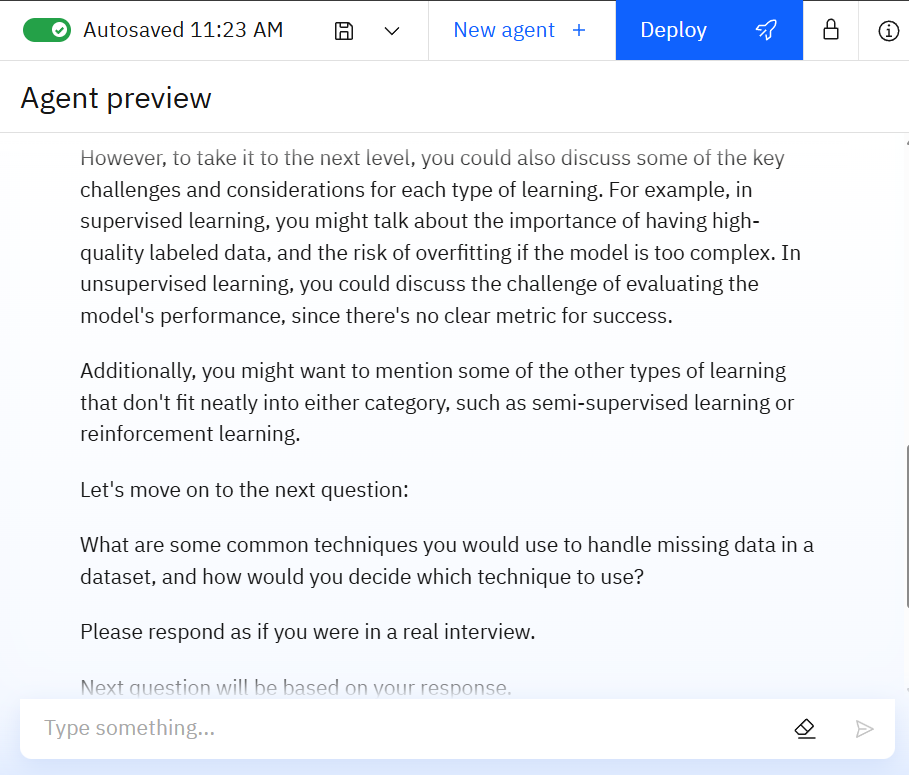 Autosaved 11:23 AM
New agent +
Deploy
Agent preview
However, to take it to the next level, you could also discuss some of the key
challenges and considerations for each type of learning. For example, in
supervised learning, you might talk about the importance of having high-
quality labeled data, and the risk of overfitting if the model is too complex. In
unsupervised learning, you could discuss the challenge of evaluating the
model's performance, since there's no clear metric for success.
Additionally, you might want to mention some of the other types of learning
that don't fit neatly into either category, such as semi-supervised learning or
reinforcement learning.
Let's move on to the next question:
What are some common techniques you would use to handle missing data in a
dataset, and how would you decide which technique to use?
Please respond as if you were in a real interview.
Next question will be based on your response.
Type something...